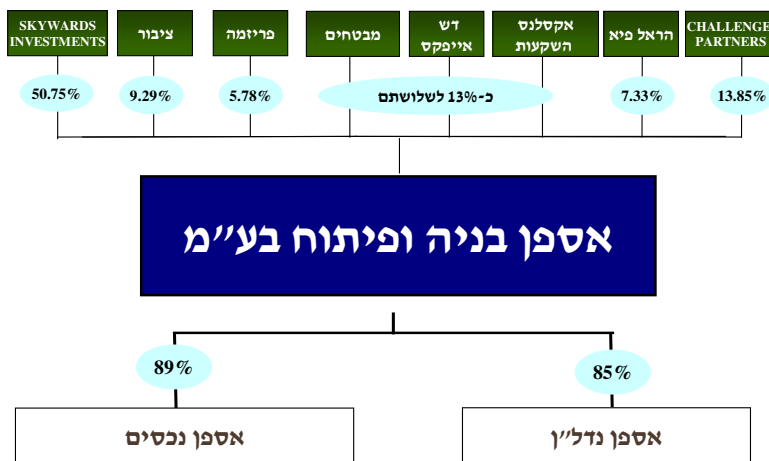 SKYWARDS
INVESTMENTS
ציבור
פריזמה
מבטחים
דש
אייפקס
אקסלנס
השקעות
הראל פיא
CHALLENGE
PARTNERS
50.75%
9.29%
5.78%
כ-13% לשלושתם
7.33%
13.85%
אספן בניה ופיתוח בע״מ
89%
85%
אספן נכסים
אספן נדל״ן